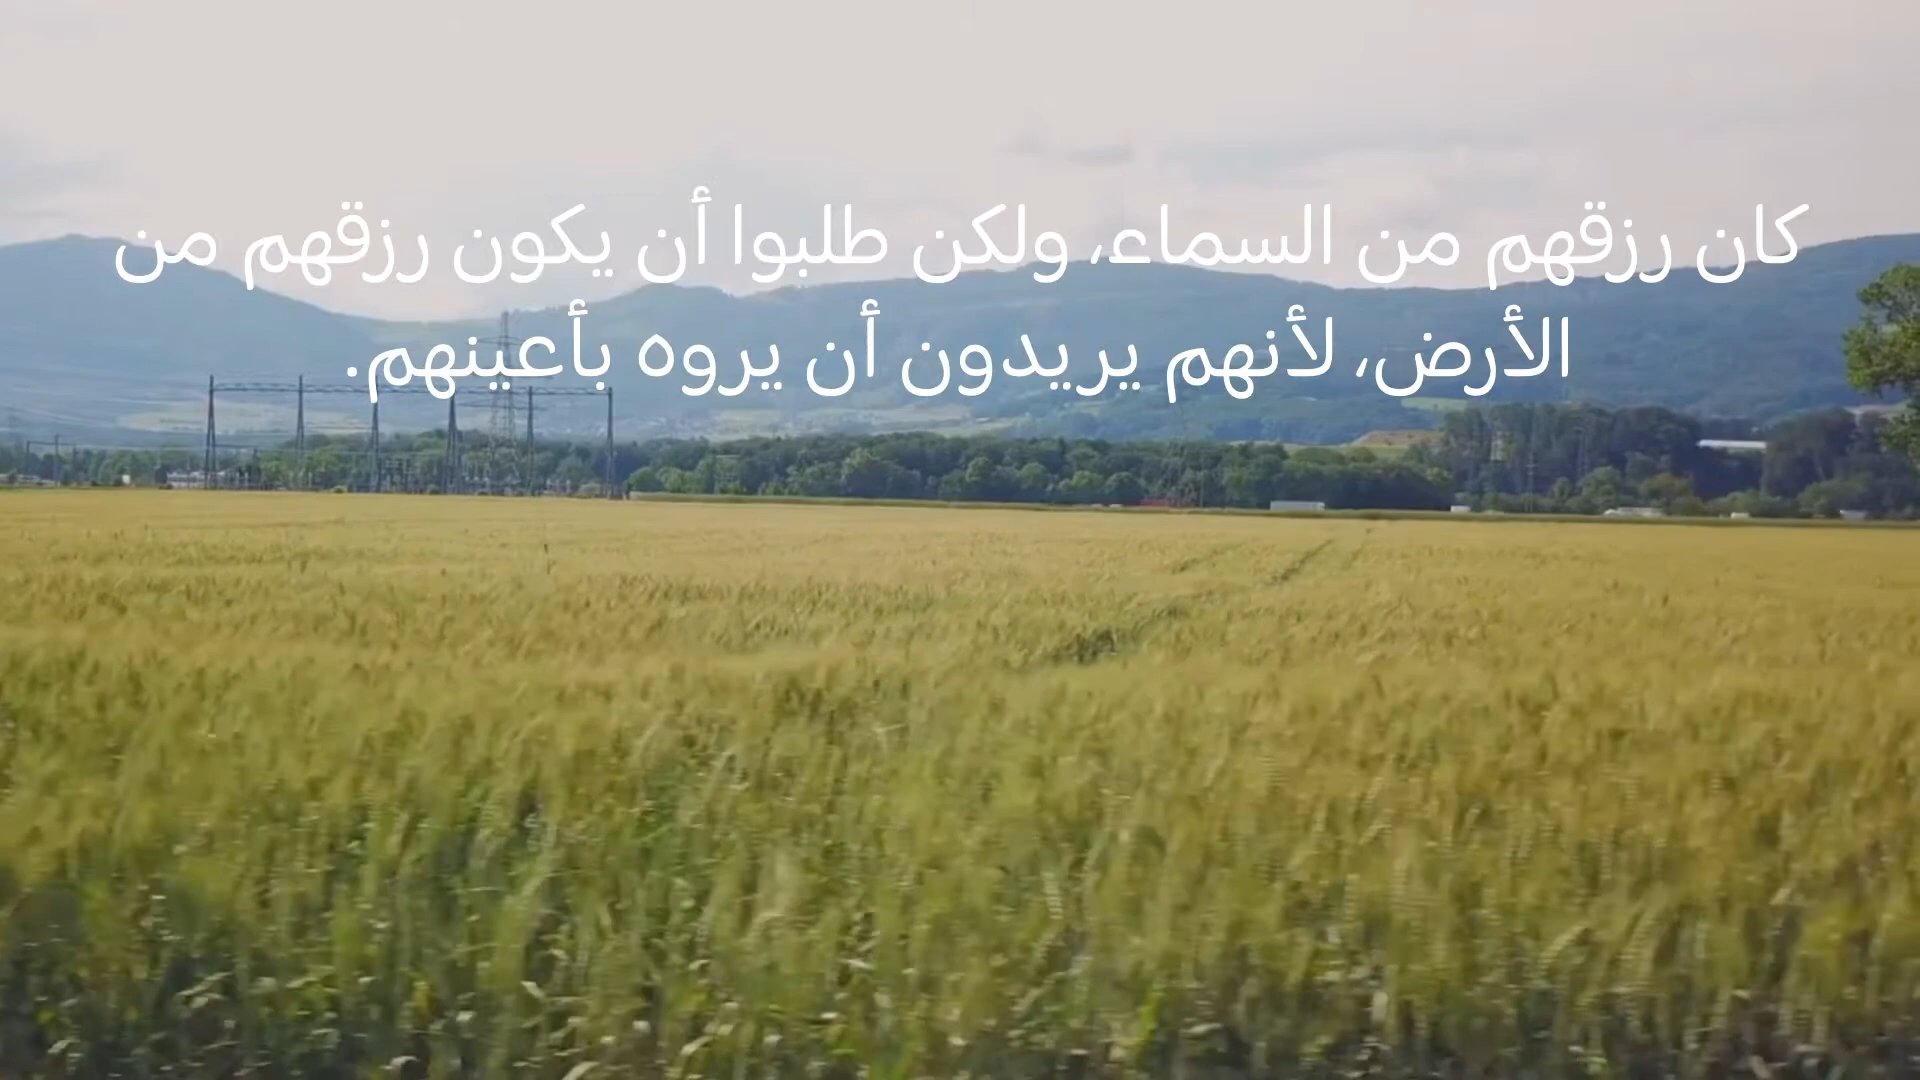 كان رزقهم من السماء، ولكن طلبوا أن يكون رزقهم من
الأرض، لأنهم يريدون أن يروه بأعينهم.